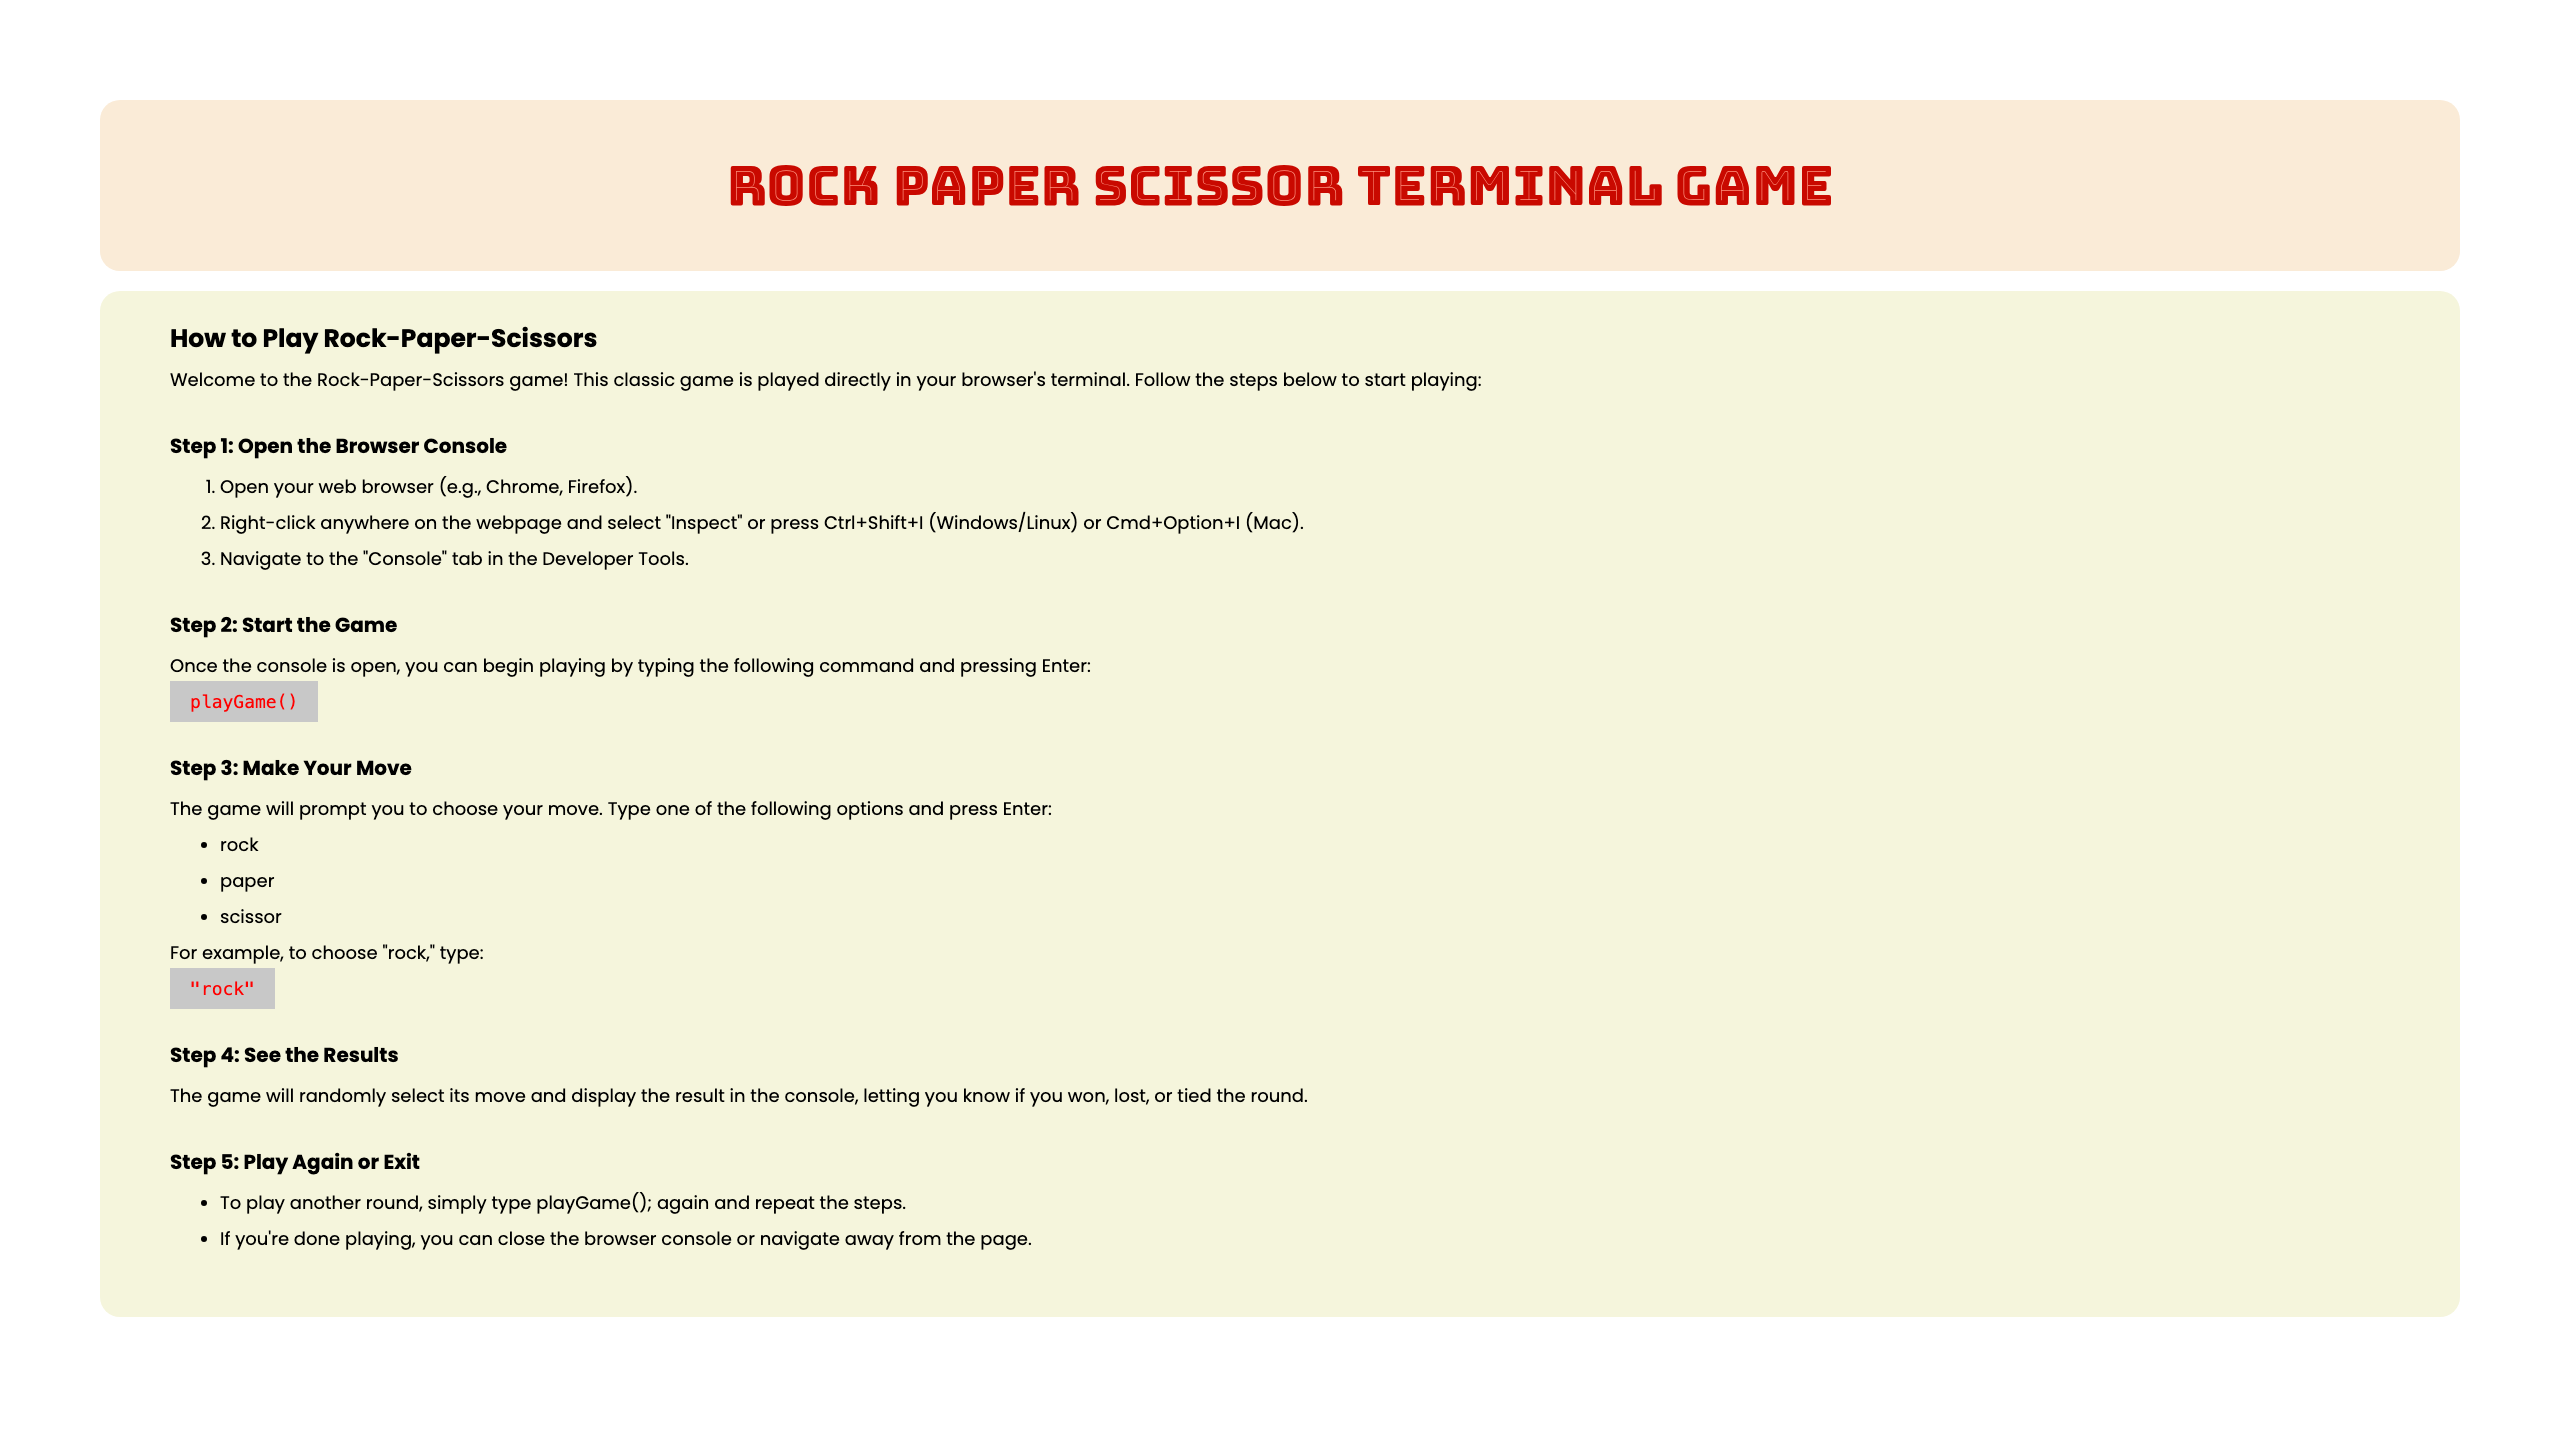 ROCK PAPER SCISSOR TERMINAL GAME
How to Play Rock-Paper-Scissors
Welcome to the Rock-Paper-Scissors game! This classic game is played directly in your browser's terminal. Follow the steps below to start playing:
Step 1: Open the Browser Console
1. Open your web browser (e.g., Chrome, Firefox).
2. Right-click anywhere on the webpage and select "Inspect" or press Ctrl+Shift+I (Windows/Linux) or Cmd+Option+I (Mac).
3. Navigate to the "Console" tab in the Developer Tools.
Step 2: Start the Game
Once the console is open, you can begin playing by typing the following command and pressing Enter:
playGame()
Step 3: Make Your Move
The game will prompt you to choose your move. Type one of the following options and press Enter:
• rock
• paper
• scissor
For example, to choose "rock," type:
"rock"
Step 4: See the Results
The game will randomly select its move and display the result in the console, letting you know if you won, lost, or tied the round.
Step 5: Play Again or Exit
• To play another round, simply type playGame(); again and repeat the steps.
• If you're done playing, you can close the browser console or navigate away from the page.